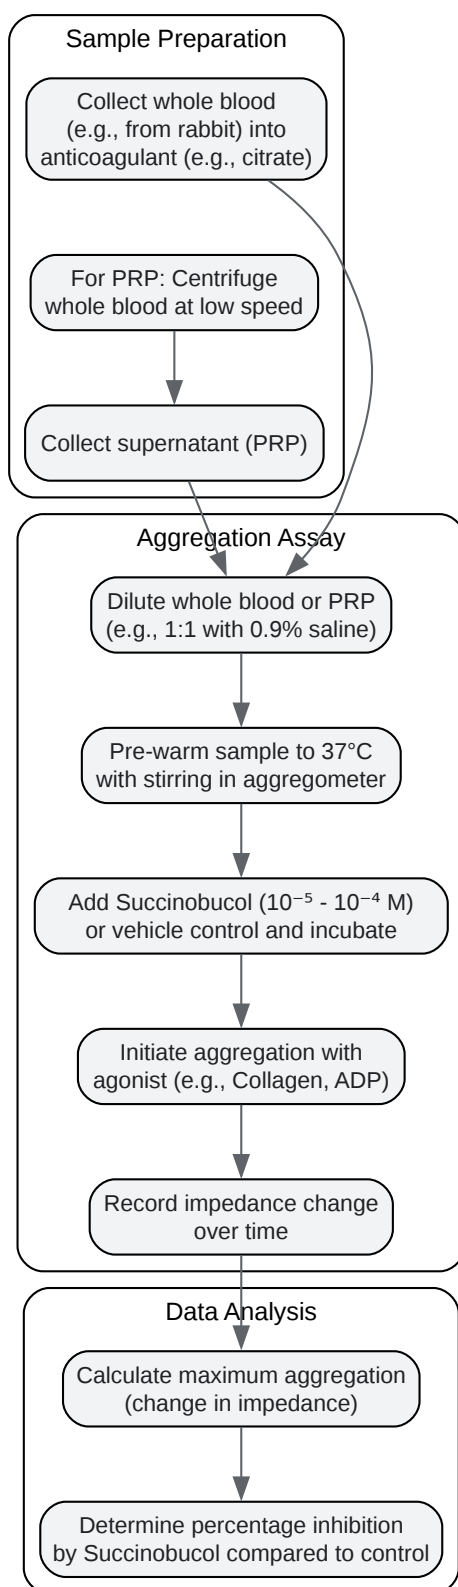 Sample Preparation
Collect whole blood
(e.g., from rabbit) into
anticoagulant (e.g., citrate)
For PRP: Centrifuge
whole blood at low speed
Collect supernatant (PRP)
Aggregation Assay
Dilute whole blood or PRP
(e.g., 1:1 with 0.9% saline)
Pre-warm sample to 37°C
with stirring in aggregometer
Add Succinobucol (10⁻⁵ - 10⁻⁴ M)
or vehicle control and incubate
Initiate aggregation with
agonist (e.g., Collagen, ADP)
Record impedance change
over time
Data Analysis
Calculate maximum aggregation
(change in impedance)
Determine percentage inhibition
by Succinobucol compared to control